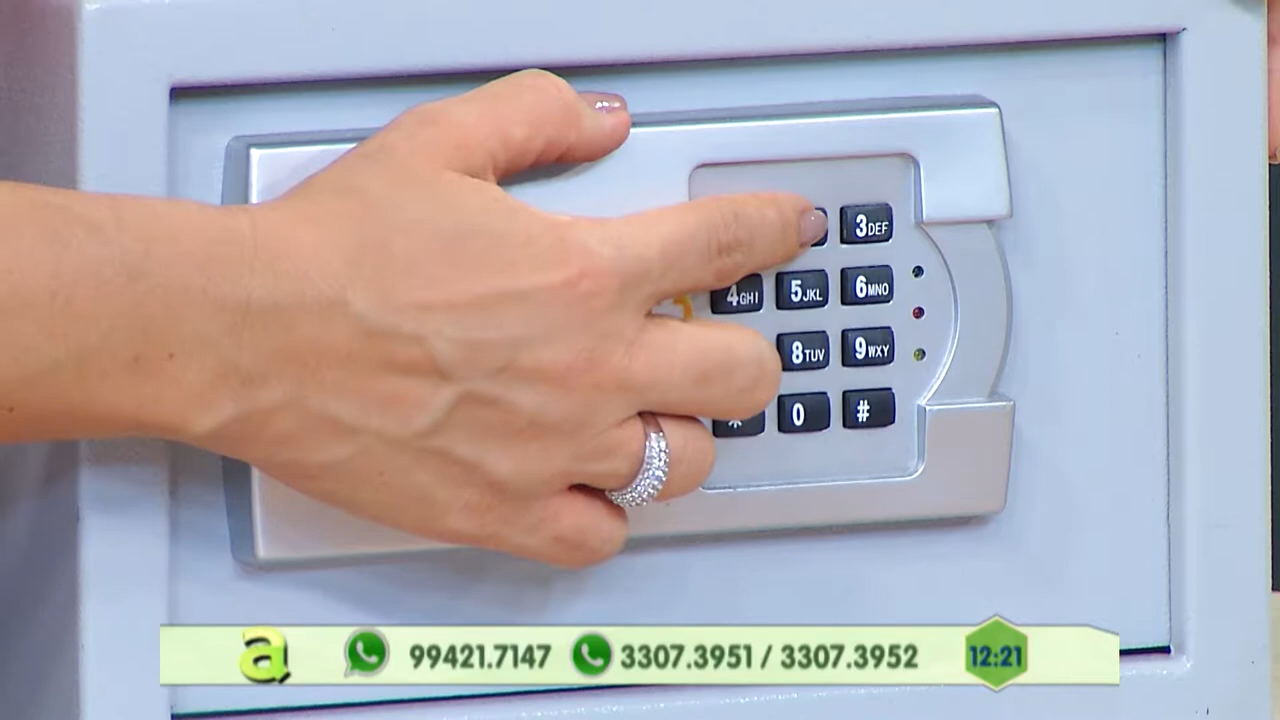 3DEF
4GHI 5JKL 6MNO
8TUV 9WXY
* 0 #
a 99421.7147 3307.3951 / 3307.3952 12:21